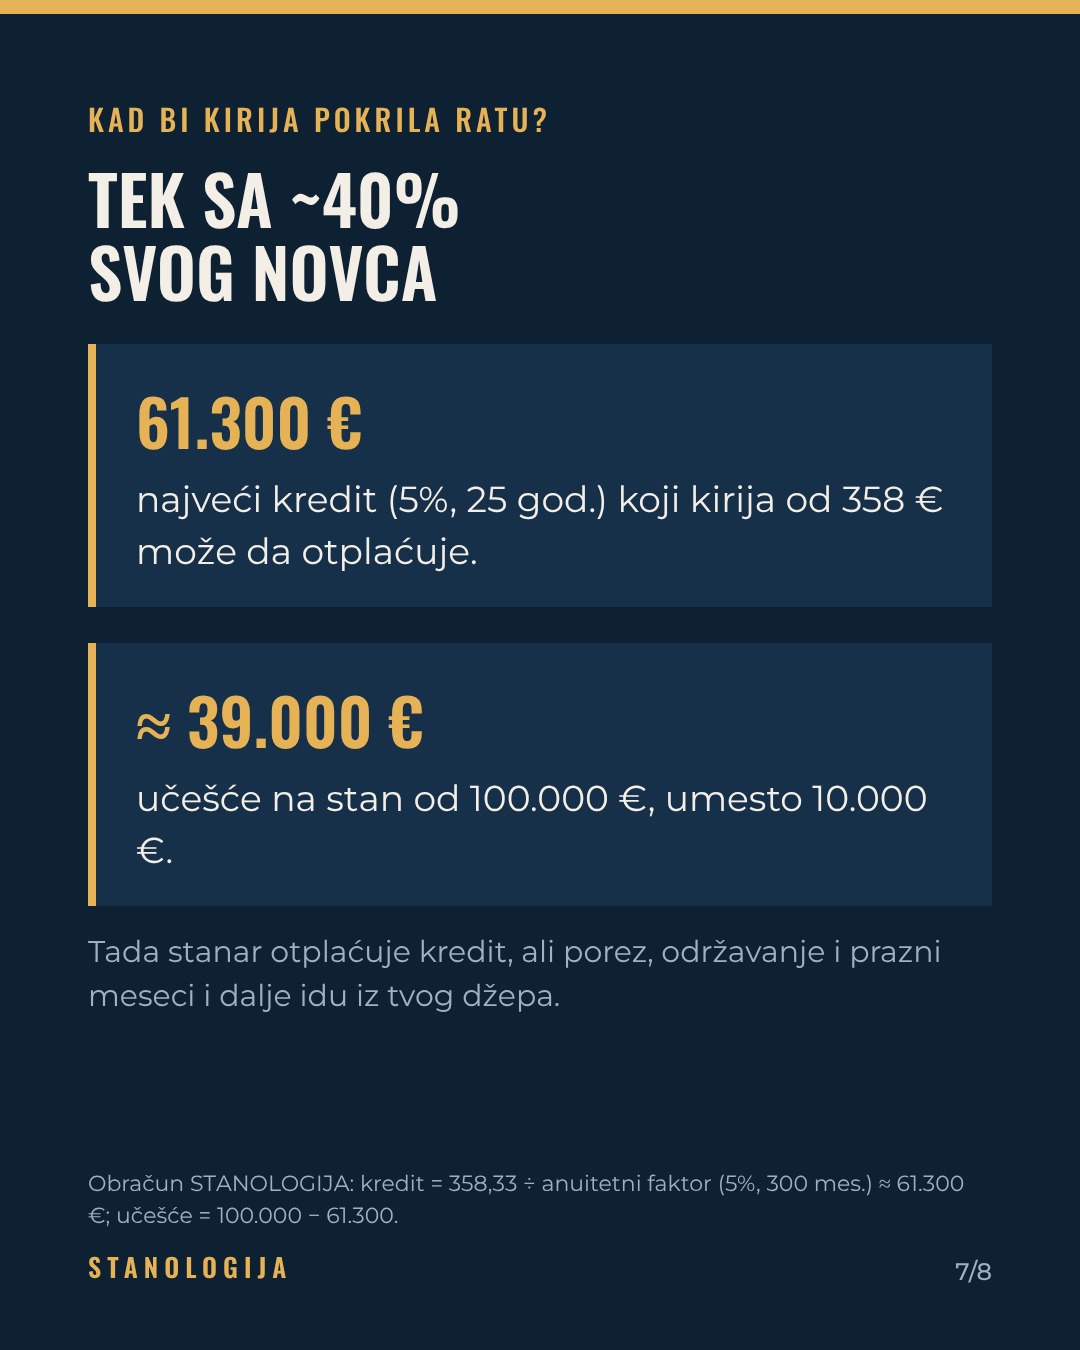 KAD BI KIRIJA POKRILA RATU?
TEK SA ~40%
SVOG NOVCA
61.300 €
najveći kredit (5%, 25 god.) koji kirija od 358 €
može da otplaćuje.
≈ 39.000 €
učešće na stan od 100.000 €, umesto 10.000
€.
Tada stanar otplaćuje kredit, ali porez, održavanje i prazni
meseci i dalje idu iz tvog džepa.
Obračun STANOLOGIJA: kredit = 358,33 ÷ anuitetni faktor (5%, 300 mes.) ≈ 61.300
€; učešće = 100.000 − 61.300.
STANOLOGIJA
7/8